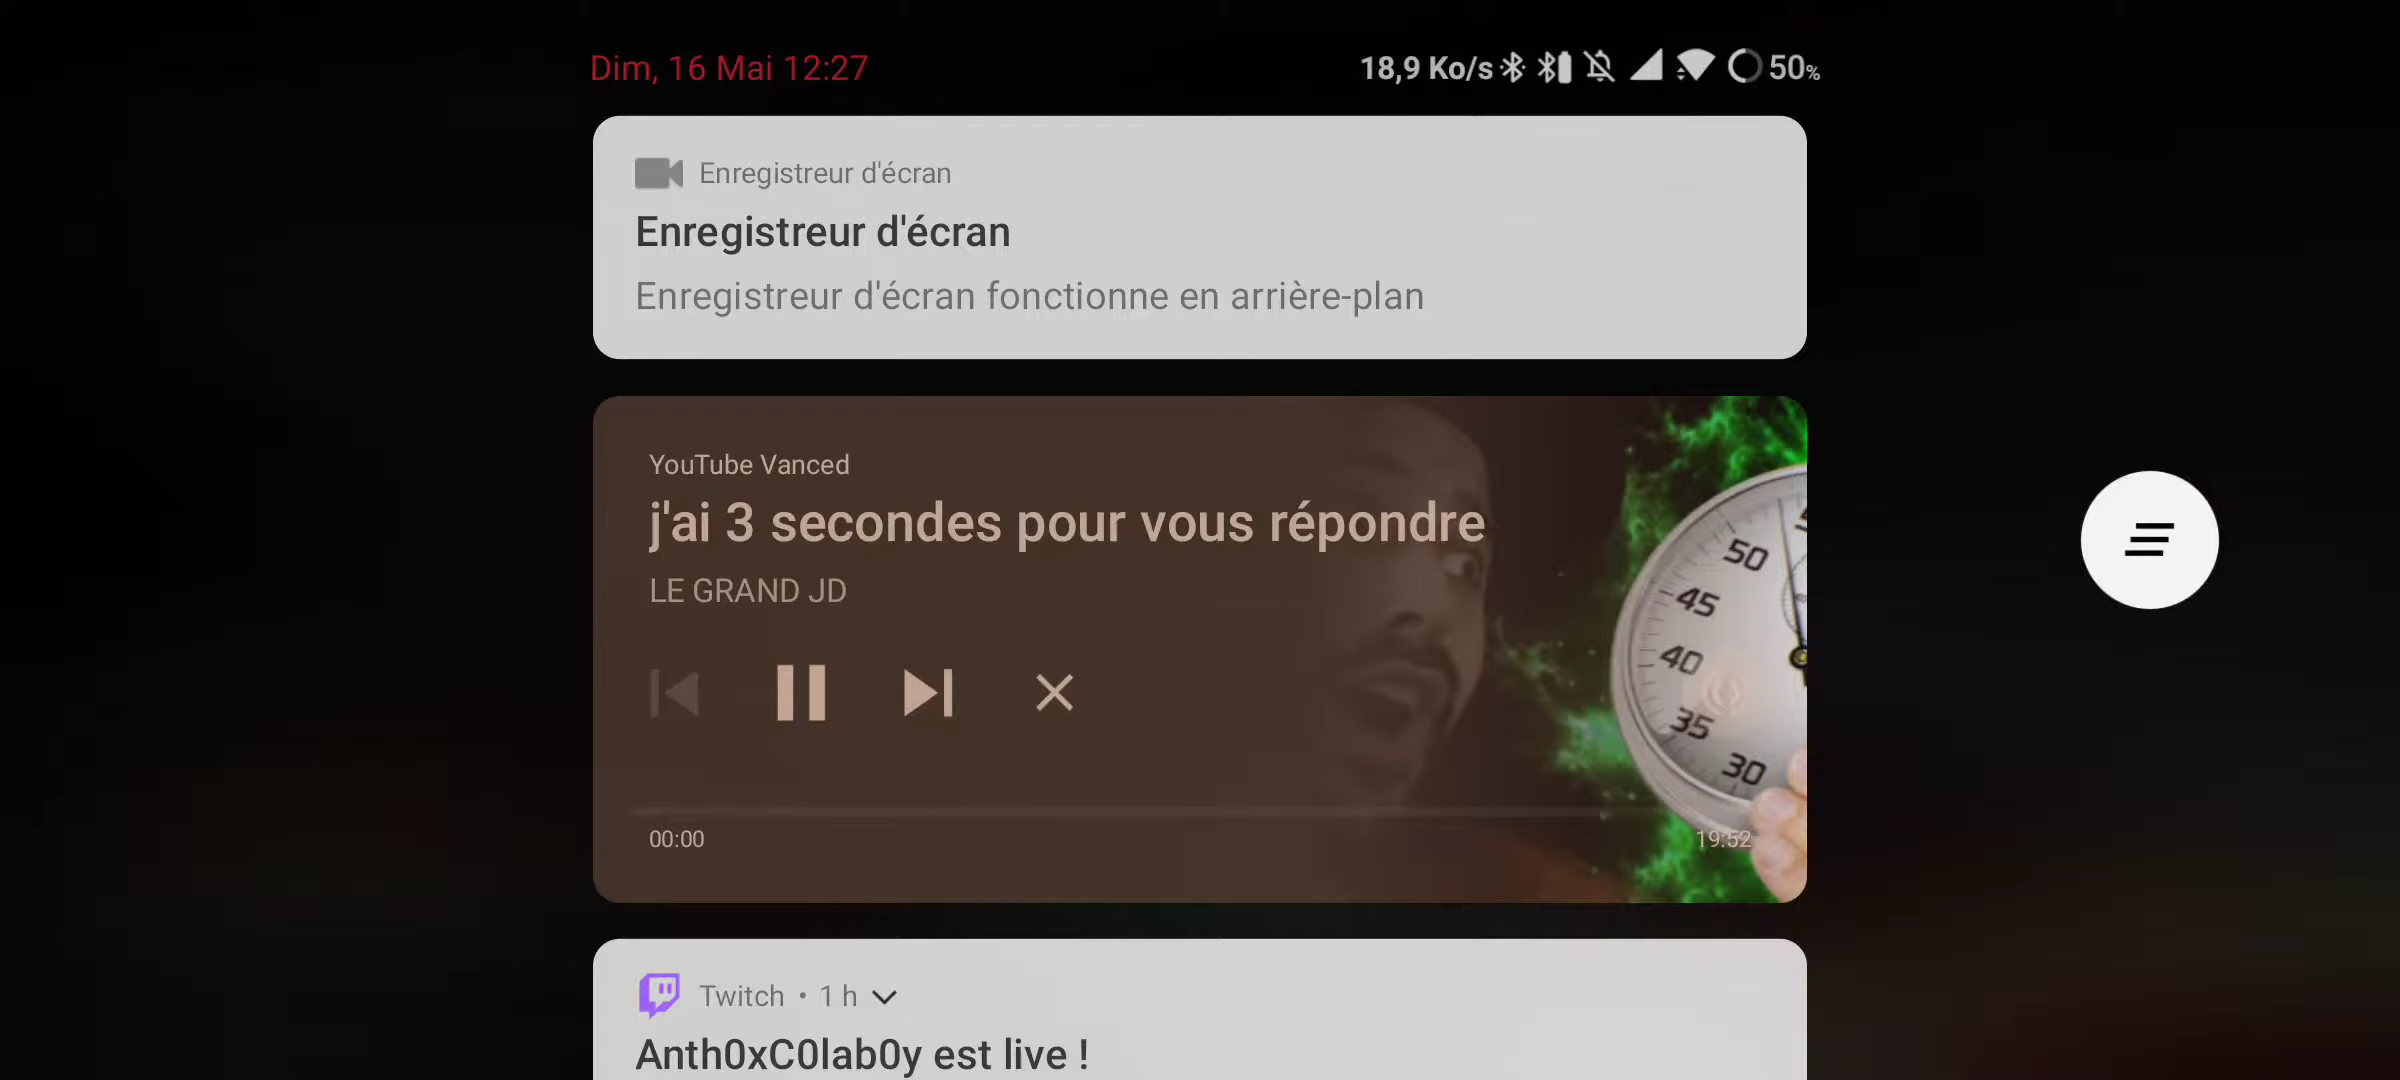 Dim, 16 Mai 12:27
18,9 Ko/s 50%
Enregistreur d'écran
Enregistreur d'écran
Enregistreur d'écran fonctionne en arrière-plan
YouTube Vanced
j'ai 3 secondes pour vous répondre
LE GRAND JD
50
45
40
35
30
00:00
19:52
Twitch • 1 h
Anth0xC0lab0y est live !